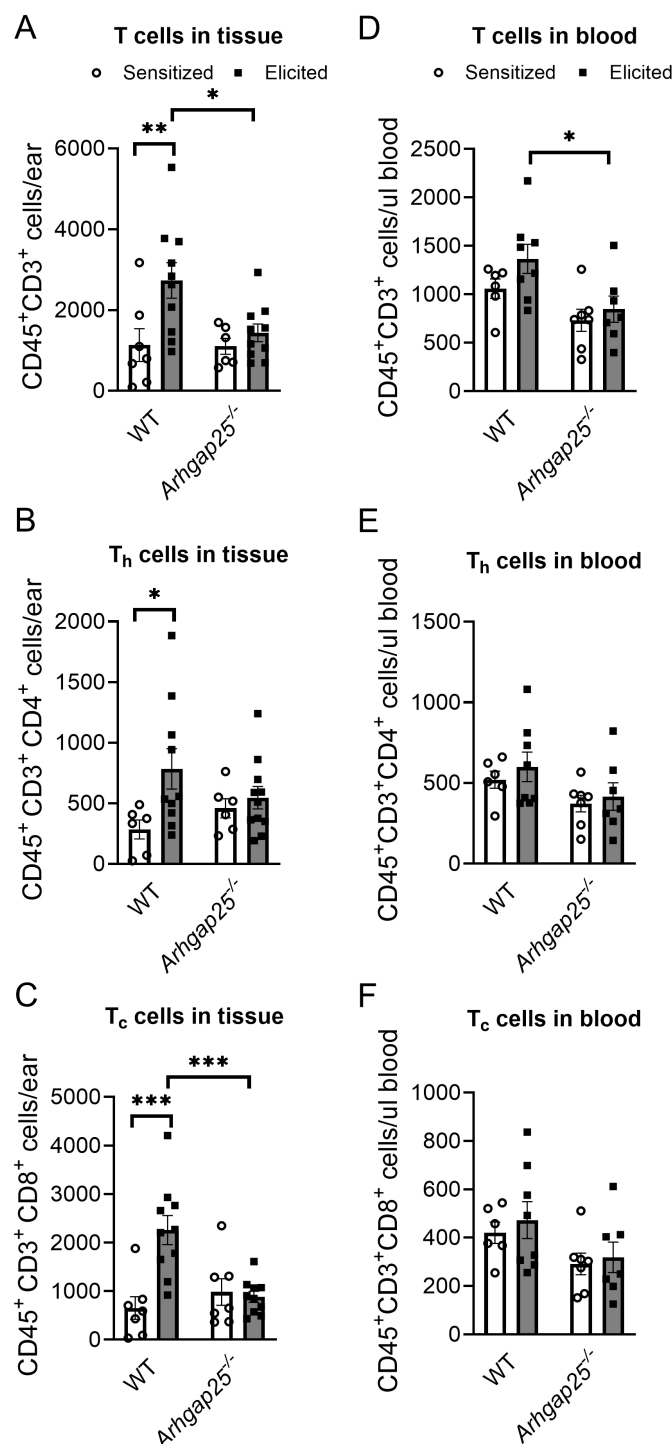 A
T cells in tissue
Sensitized Elicited
CD45+CD3+ cells/ear
6000
4000
2000
0
**
*
WT
Arhgap25-/-
D
T cells in blood
Sensitized Elicited
CD45+CD3+ cells/ul blood
2500
2000
1500
1000
500
0
*
WT
Arhgap25-/-
B
Th cells in tissue
CD45+ CD3+ CD4+ cells/ear
2000
1500
1000
500
0
*
WT
Arhgap25-/-
E
Th cells in blood
CD45+CD3+CD4+ cells/ul blood
1500
1000
500
0
WT
Arhgap25-/-
C
Tc cells in tissue
CD45+ CD3+ CD8+ cells/ear
5000
4000
3000
2000
1000
0
***
***
WT
Arhgap25-/-
F
Tc cells in blood
CD45+CD3+CD8+ cells/ul blood
1000
800
600
400
200
0
WT
Arhgap25-/-